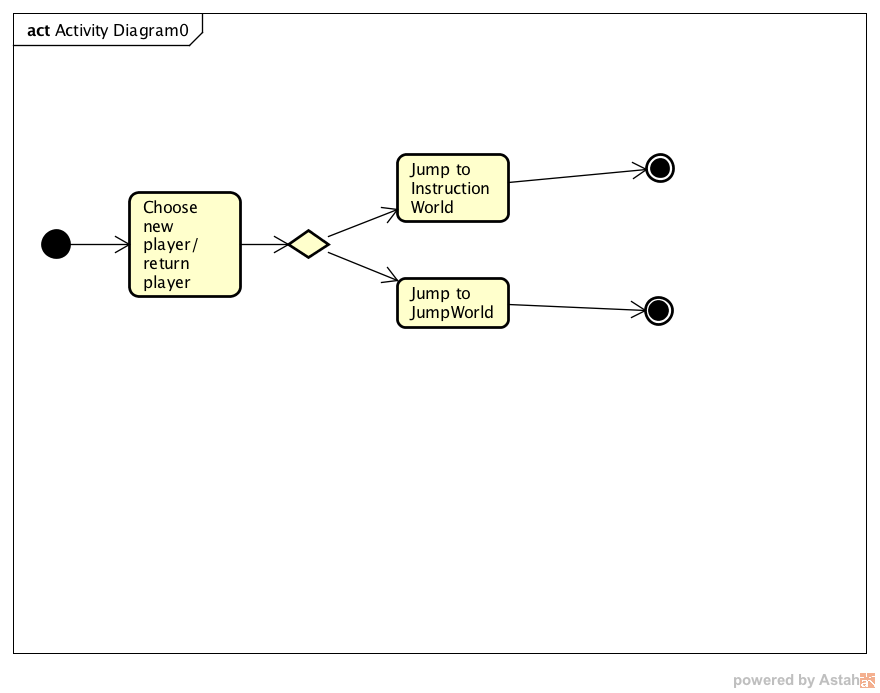 act Activity Diagram0
Choose
new
player/
return
player
Jump to
Instruction
World
Jump to
JumpWorld
powered by Astah